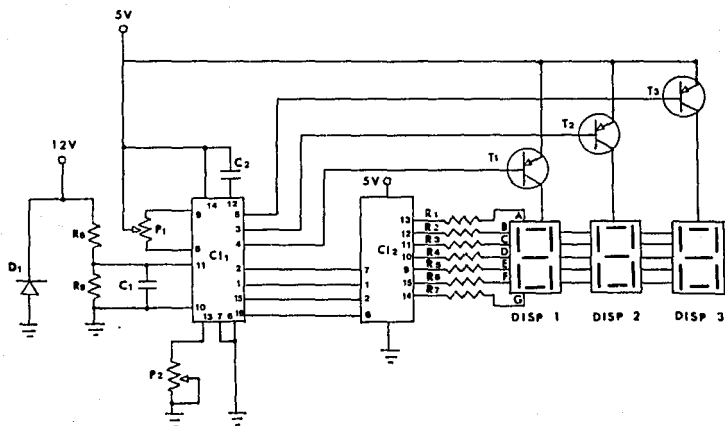 5V
12V
T3
T2
T1
C2
14 12
9 5
P1
3
4
8
CI1
R8
11
2
1
D1
R9
C1
15
10
16
13 7 6
P2
5V
13 R1 A
12 R2 B
11 R3 C
CI2
10 R4 D
7
9 R5 E
1
15 R6 F
2
14 R7 G
6
DISP 1 DISP 2 DISP 3